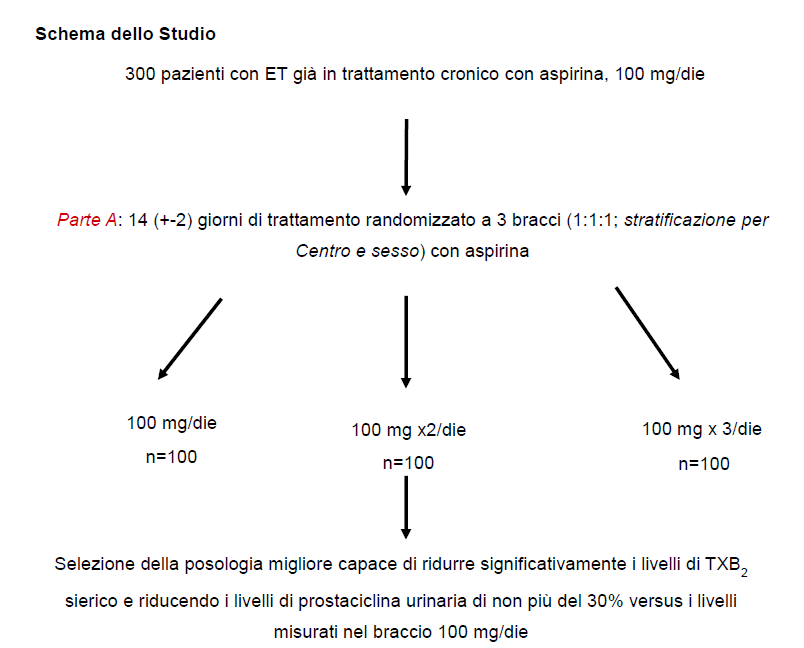 Schema dello Studio
300 pazienti con ET già in trattamento cronico con aspirina, 100 mg/die
Parte A: 14 (+-2) giorni di trattamento randomizzato a 3 bracci (1:1:1; stratificazione per
Centro e sesso) con aspirina
100 mg/die
n=100
100 mg x2/die
n=100
100 mg x 3/die
n=100
Selezione della posologia migliore capace di ridurre significativamente i livelli di TXB2
sierico e riducendo i livelli di prostaciclina urinaria di non più del 30% versus i livelli
misurati nel braccio 100 mg/die